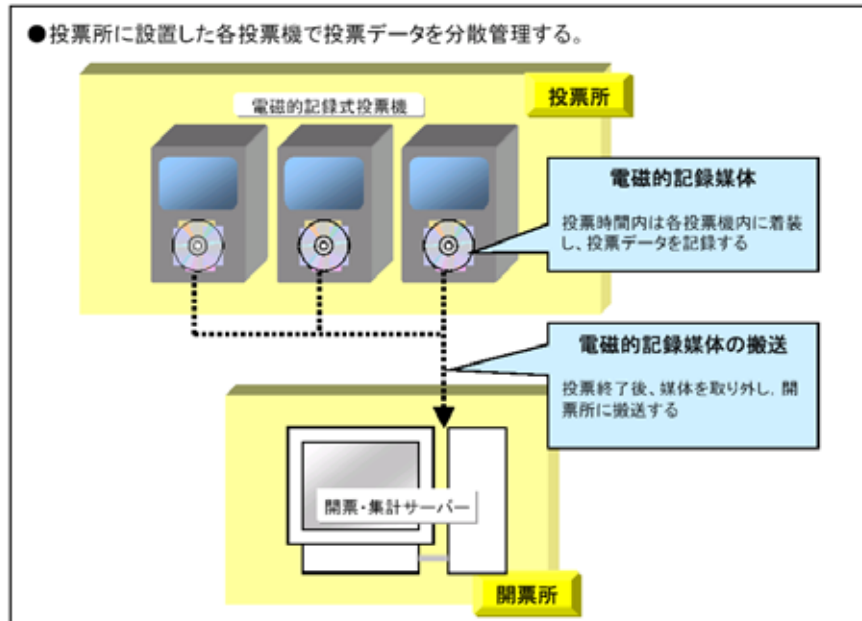 ●投票所に設置した各投票機で投票データを分散管理する。
投票所
電磁的記録式投票機
電磁的記録媒体
投票時間内は各投票機内に着装
し、投票データを記録する
電磁的記録媒体の搬送
投票終了後、媒体を取り外し、開
票所に搬送する
開票・集計サーバー
開票所